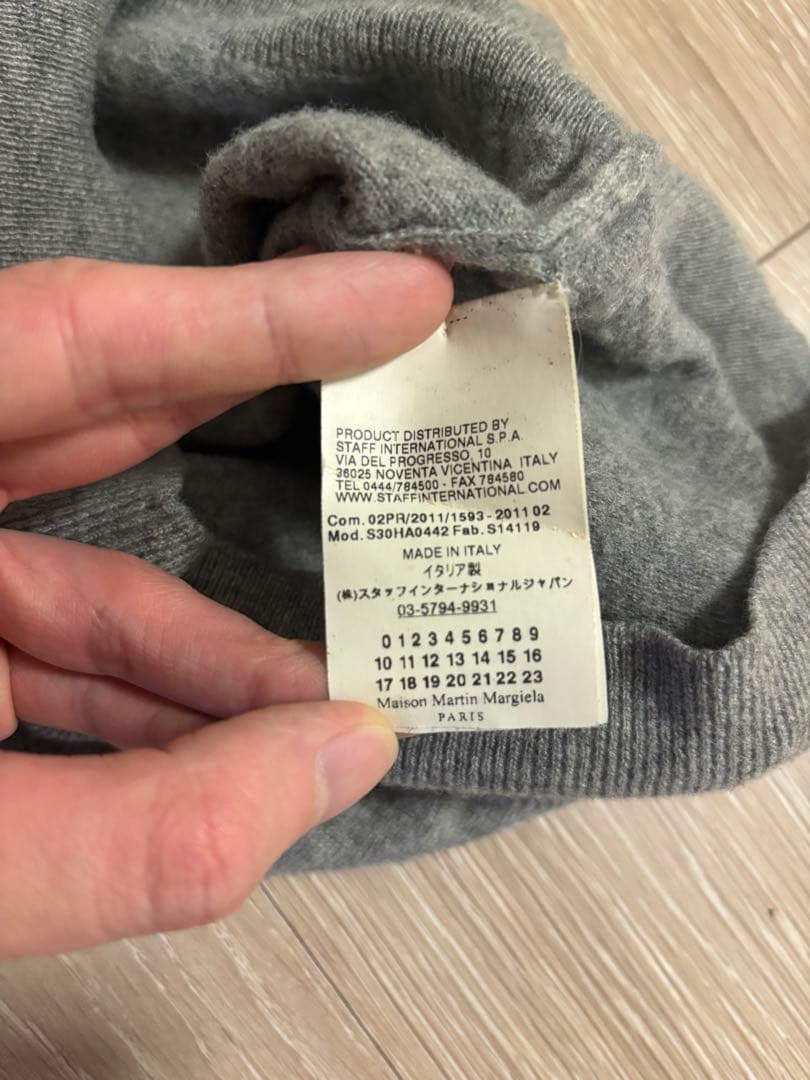 PRODUCT DISTRIBUTED BY
STAFF INTERNATIONAL S.P.A.
VIA DEL PROGRESSO, 10
36025 NOVENTA VICENTINA ITALY
TEL 0444/784500 - FAX 784580
WWW.STAFFINTERNATIONAL.COM
Com. 02PR/2011/1593 - 2011 02
Mod. S30HA0442 Fab. S14119
MADE IN ITALY
イタリア製
(株)スタッフインターナショナルジャパン
03-5794-9931
0 1 2 3 4 5 6 7 8 9
10 11 12 13 14 15 16
17 18 19 20 21 22 23
Maison Martin Margiela
PARIS